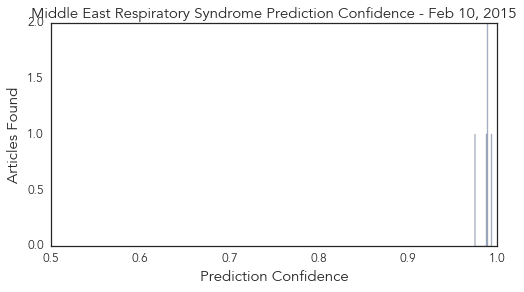 Middle East Respiratory Syndrome Prediction Confidence - Feb 10, 2015
2.0
1.5
1.0
0.5
0.0
Articles Found
0.5 0.6 0.7 0.8 0.9 1.0
Prediction Confidence